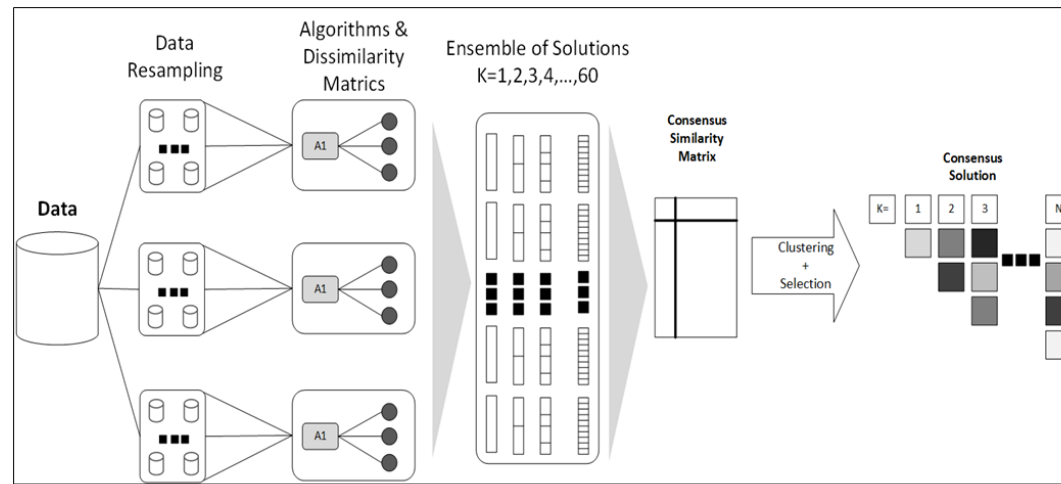 Data
Resampling
Algorithms &
Dissimilarity
Matrics
Ensemble of Solutions
K=1,2,3,4,...,60
Consensus
Similarity
Matrix
Consensus
Solution
Data
A1
A1
A1
Clustering
+
Selection
K=
1
2
3
N